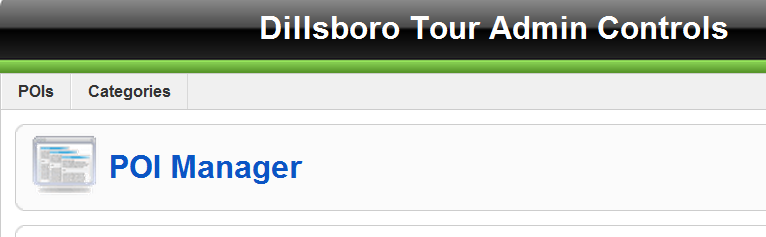 Dillsboro Tour Admin Controls
POIs Categories
POI Manager